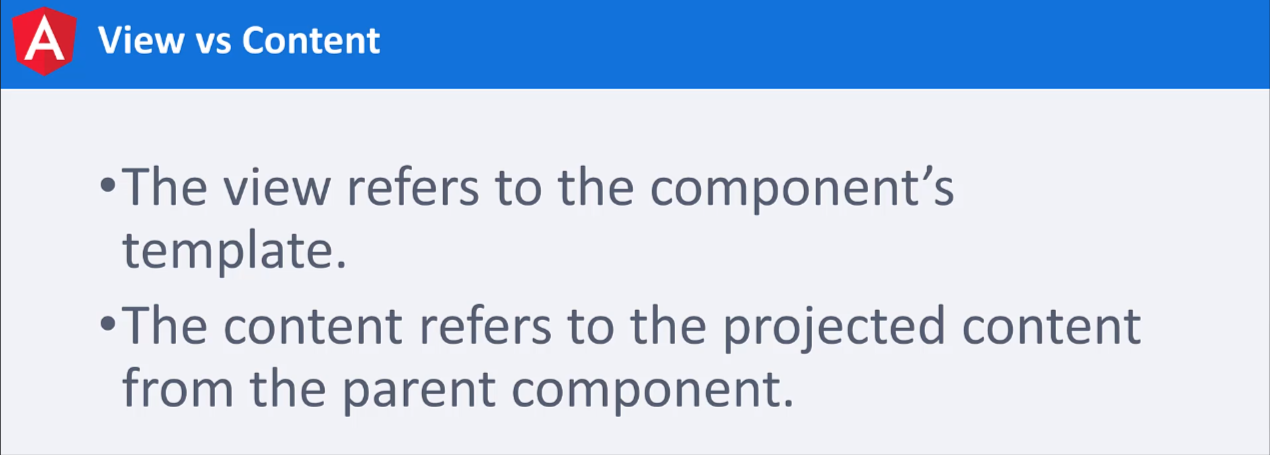 View vs Content
•The view refers to the component’s
template.
•The content refers to the projected content
from the parent component.